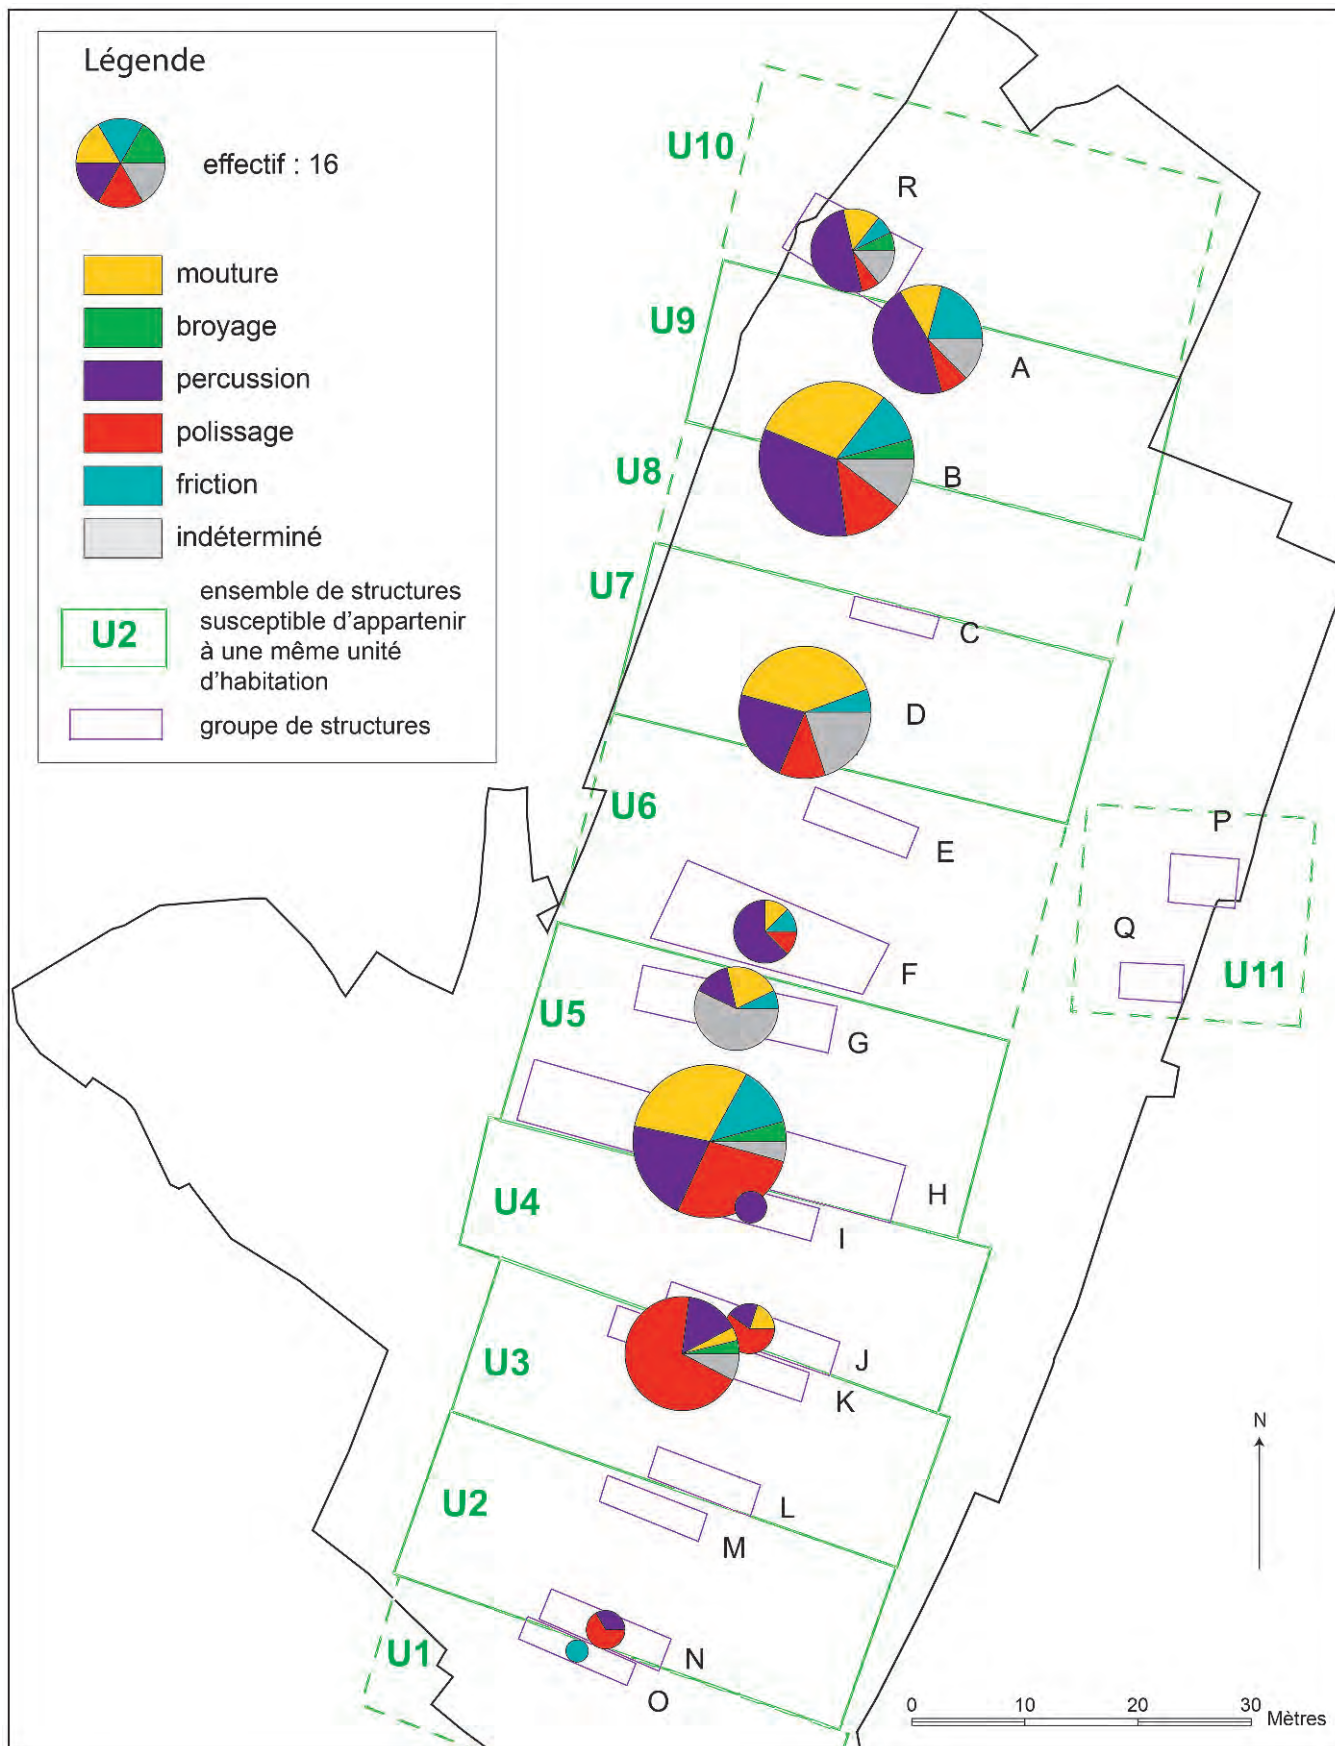 Légende
effectif : 16
mouture
broyage
percussion
polissage
friction
indéterminé
U2
ensemble de structures
susceptible d'appartenir
à une même unité
d'habitation
groupe de structures
U10
R
U9
A
U8
B
U7
C
D
U6
E
P
Q
F
U11
U5
G
H
U4
I
J
U3
K
L
U2
M
N
U1
O
N
0
10
20
30
Mètres